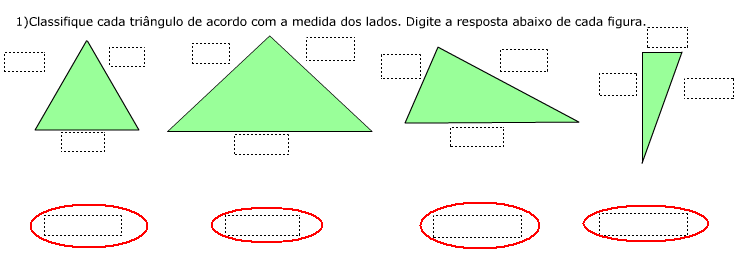 1)Classifique cada triângulo de acordo com a medida dos lados. Digite a resposta abaixo de cada figura.